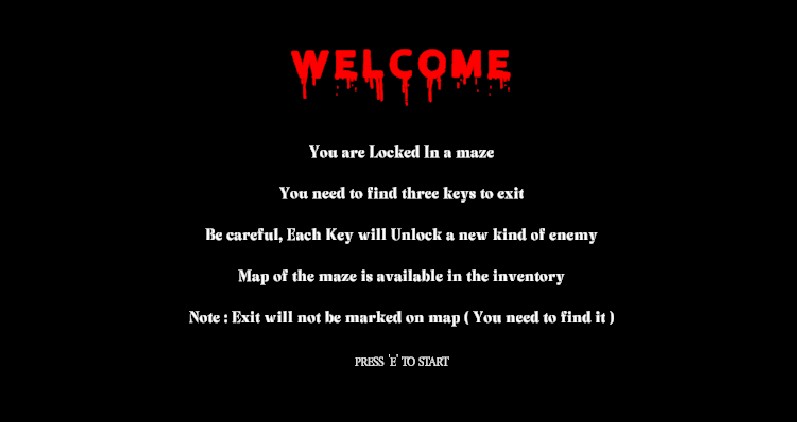 WELCOME
You are Locked In a maze
You need to find three keys to exit
Be careful, Each Key will Unlock a new kind of enemy
Map of the maze is available in the inventory
Note : Exit will not be marked on map ( You need to find it )
PRESS 'E' TO START